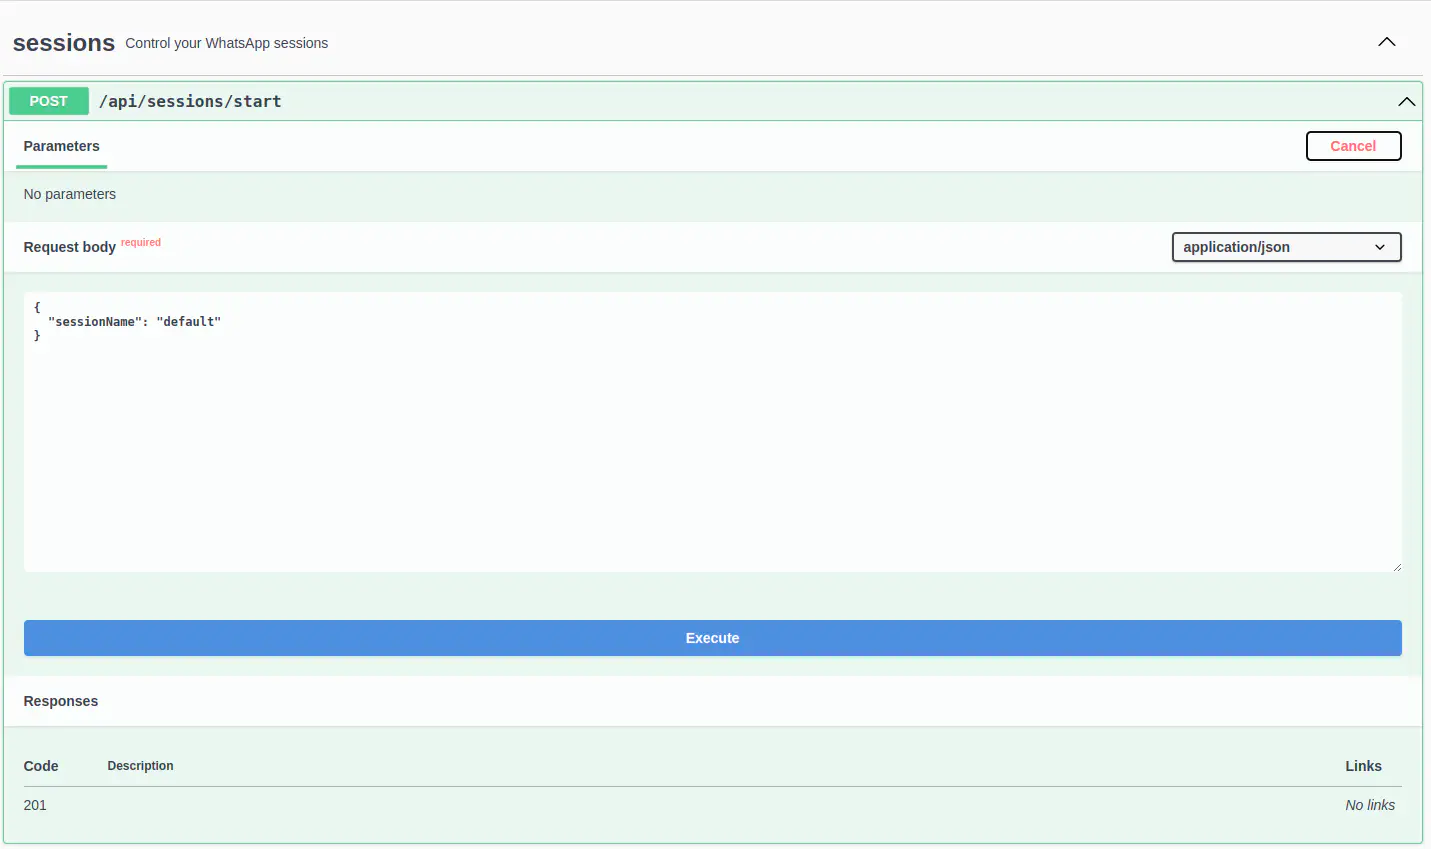 sessions Control your WhatsApp sessions
POST /api/sessions/start
Parameters Cancel
No parameters
Request body required application/json
{
"sessionName": "default"
}
Execute
Responses
Code Description Links
201 No links